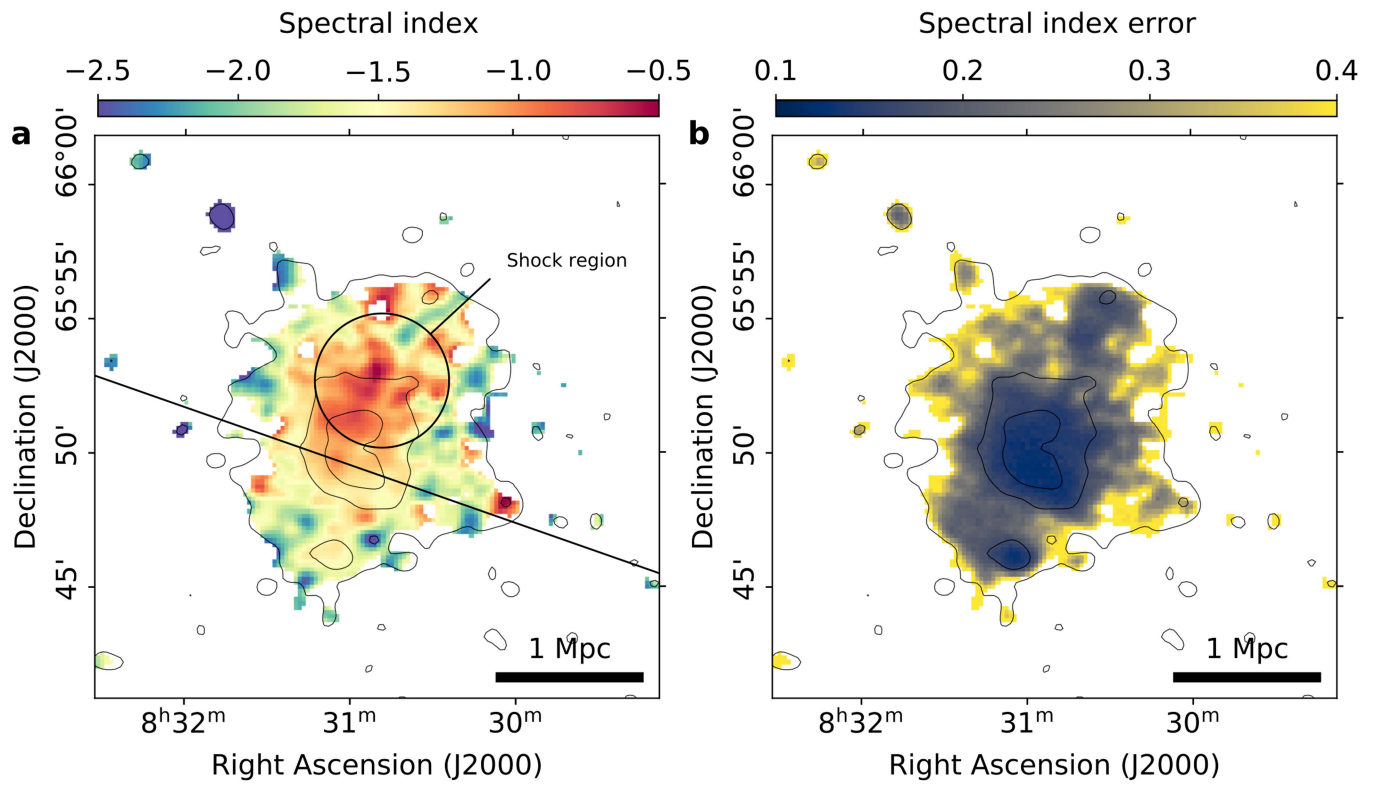 Spectral index
−2.5 −2.0 −1.5 −1.0 −0.5
a
66°00'
65°55'
50'
45'
Declination (J2000)
Shock region
1 Mpc
8ʰ32ᵐ 31ᵐ 30ᵐ
Right Ascension (J2000)
Spectral index error
0.1 0.2 0.3 0.4
b
66°00'
65°55'
50'
45'
Declination (J2000)
1 Mpc
8ʰ32ᵐ 31ᵐ 30ᵐ
Right Ascension (J2000)